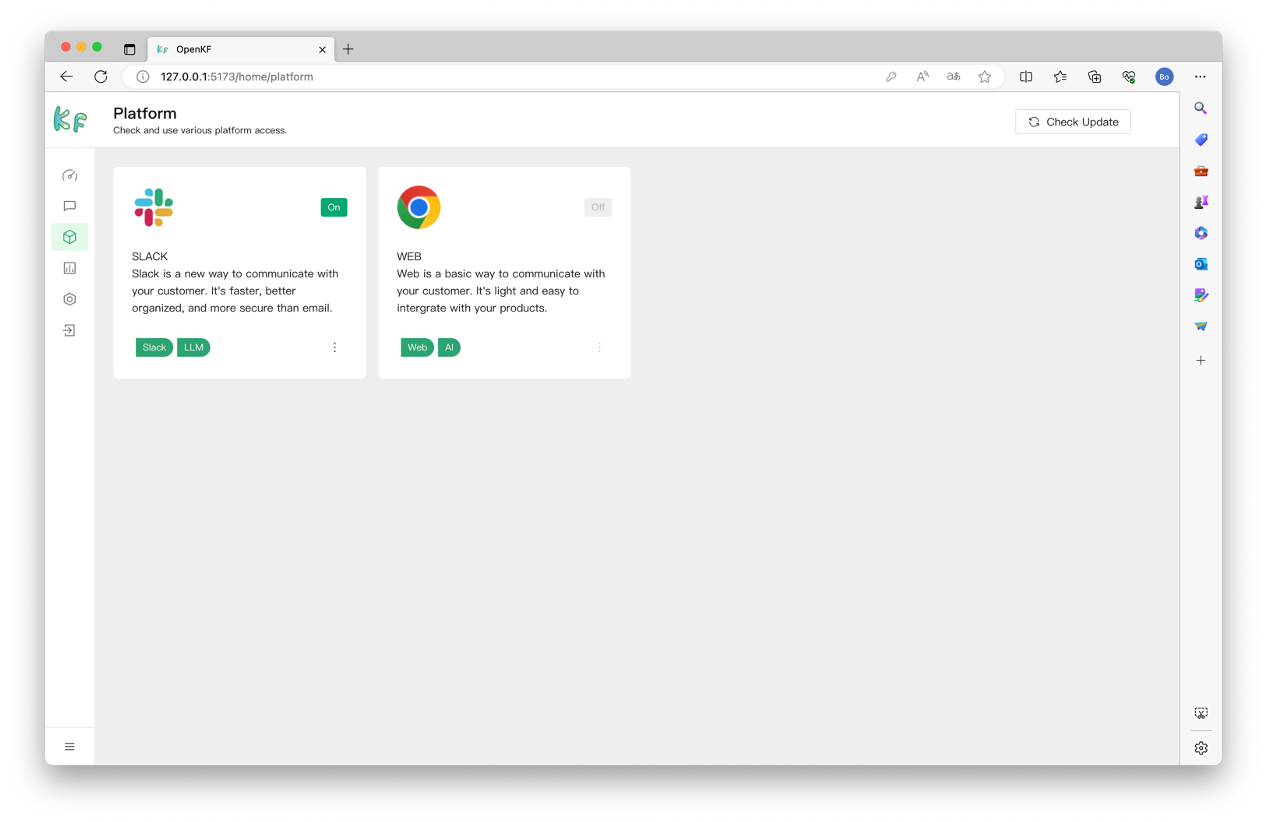 KF OpenKF
127.0.0.1:5173/home/platform
Bo
KF
Platform
Check and use various platform access.
Check Update
On
SLACK
Slack is a new way to communicate with
your customer. It's faster, better
organized, and more secure than email.
Slack LLM
Off
WEB
Web is a basic way to communicate with
your customer. It's light and easy to
intergrate with your products.
Web AI